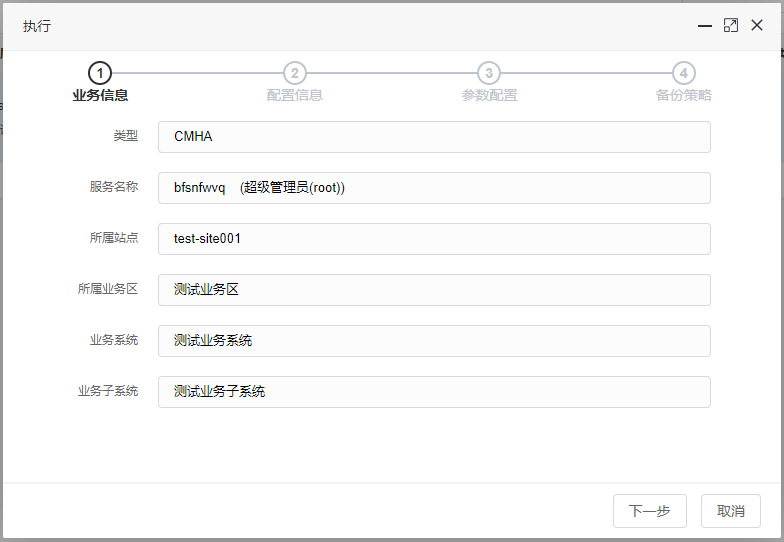 执行
1 2 3 4
业务信息 配置信息 参数配置 备份策略
类型 CMHA
服务名称 bfsnfwvq (超级管理员(root))
所属站点 test-site001
所属业务区 测试业务区
业务系统 测试业务系统
业务子系统 测试业务子系统
下一步 取消